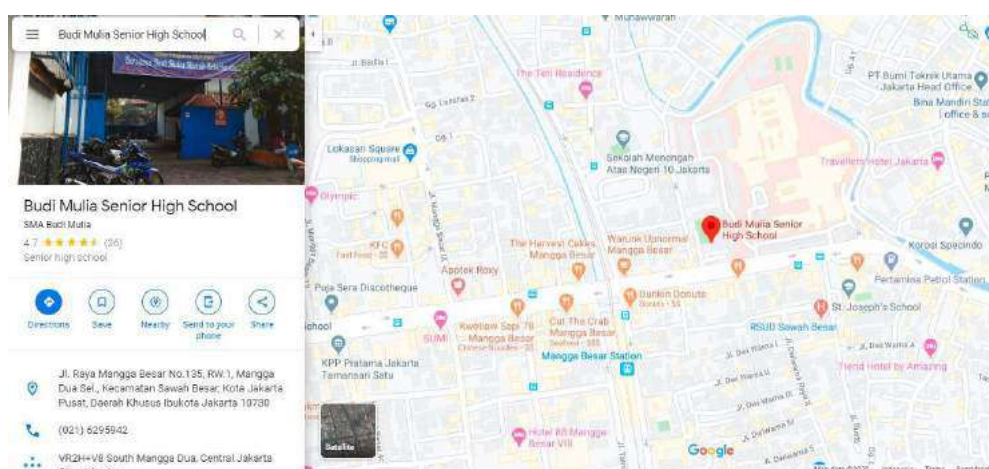 Budi Mulia Senior High School
Budi Mulia Senior High School
SMA Budi Mulia
4.7
(26)
Senior high school
Directions
Save
Nearby
Send to your
phone
Share
Jl. Raya Mangga Besar No.135, RW.1, Mangga
Dua Sel., Kecamatan Sawah Besar, Kota Jakarta
Pusat, Daerah Khusus Ibukota Jakarta 10730
(021) 6295942
VR2H+V8 South Mangga Dua, Central Jakarta
Munawwarah
The Teri Residence
PT Bumi Teknik Utama
Jakarta Head Office
Bina Mandiri
office &
Lokasari Square
Shopping mall
Sekolah Menengah
Atas Negeri 10 Jakarta
Travellers Hotel Jakarta
Olympic
KFC
Fast Food
Budi Mulia Senior
High School
The Harvest Cakes
Mangga Besar
Warunk Upnormal
Mangga Besar
Korosi Specindo
Apotek Roxy
Puja Sera Discotheque
Pertamina Petrol Station
Dunkin Donuts
Donuts - $$
St. Joseph's School
SUMI
Kwetiaw Sapi 78
Mangga Besar
Chinese Noodles - $$
Cut The Crab
Mangga Besar
Seafood - $$$
RSUD Sawah Besar
Mangga Besar Station
KPP Pratama Jakarta
Tamansari Satu
Trend Hotel by Amazing
Hotel 88 Mangga
Besar VIII
Satellite
Google